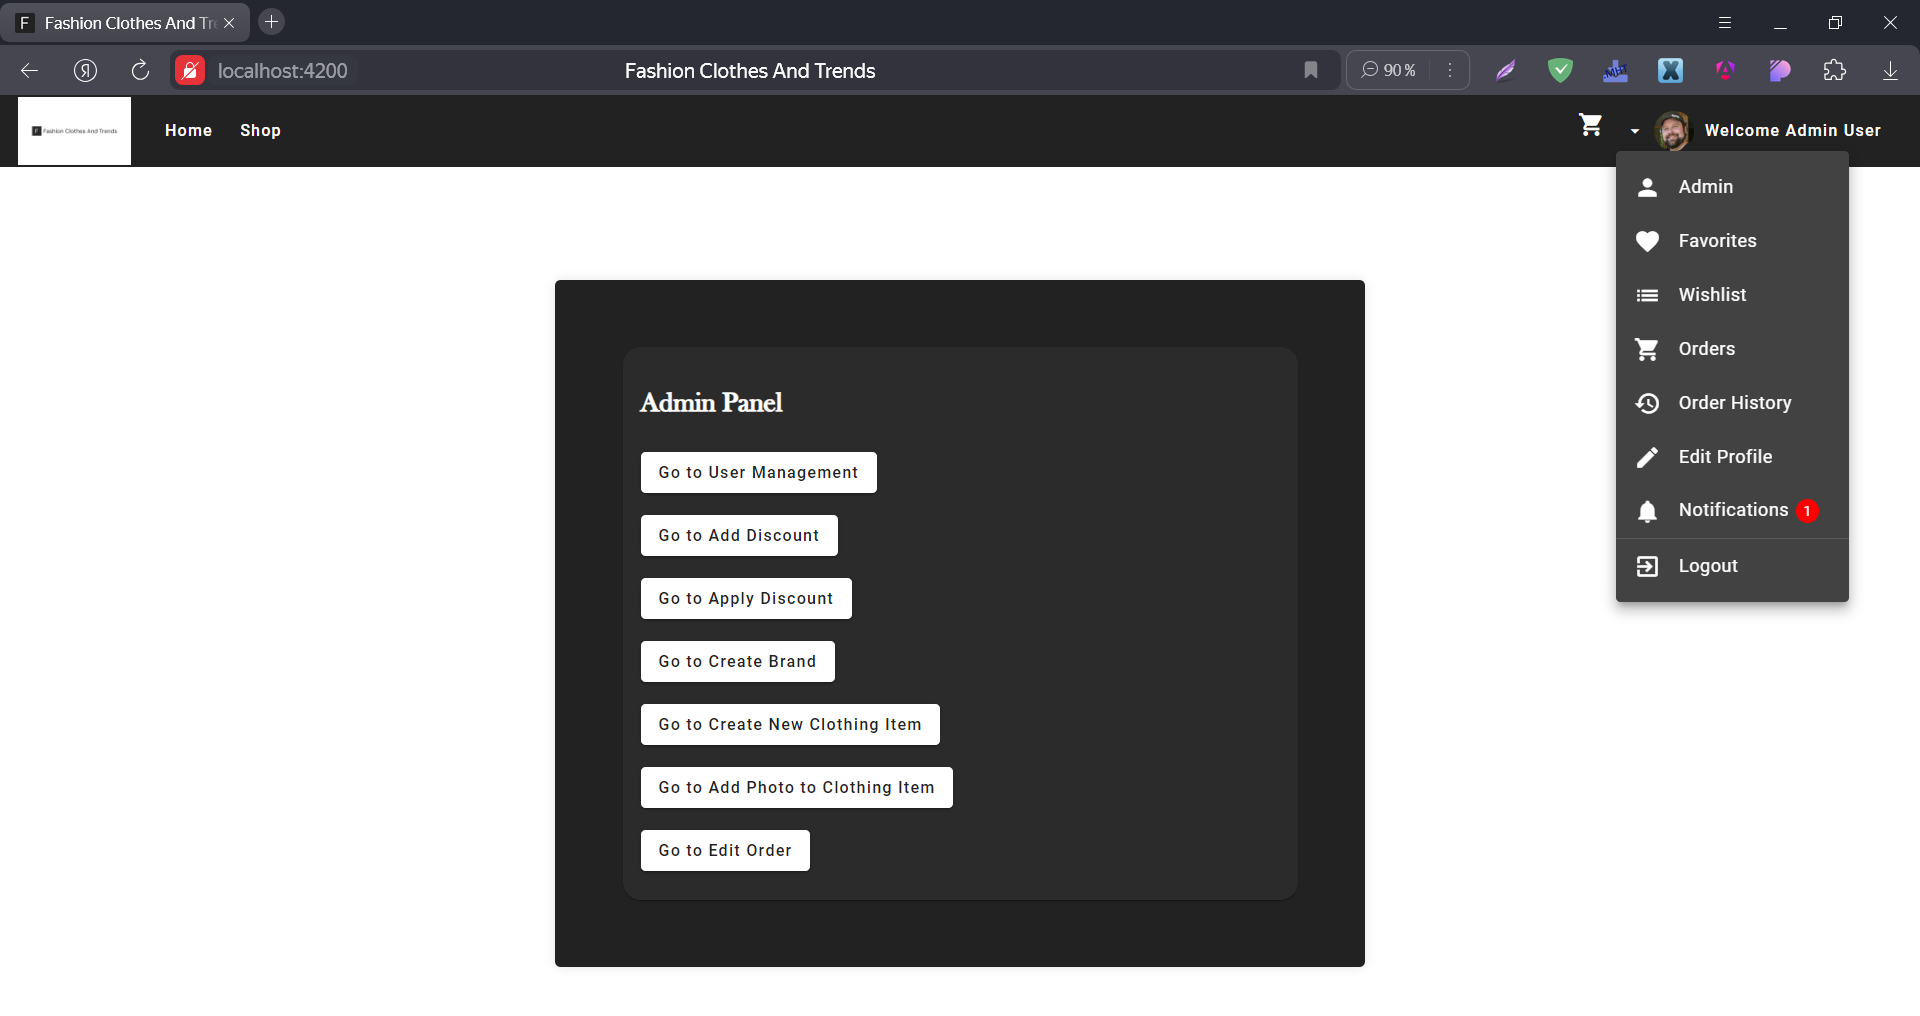 F Fashion Clothes And Tr
localhost:4200
Fashion Clothes And Trends
90 %
F Fashion Clothes And Trends
Home
Shop
Welcome Admin User
Admin
Favorites
Wishlist
Orders
Order History
Edit Profile
Notifications 1
Logout
Admin Panel
Go to User Management
Go to Add Discount
Go to Apply Discount
Go to Create Brand
Go to Create New Clothing Item
Go to Add Photo to Clothing Item
Go to Edit Order